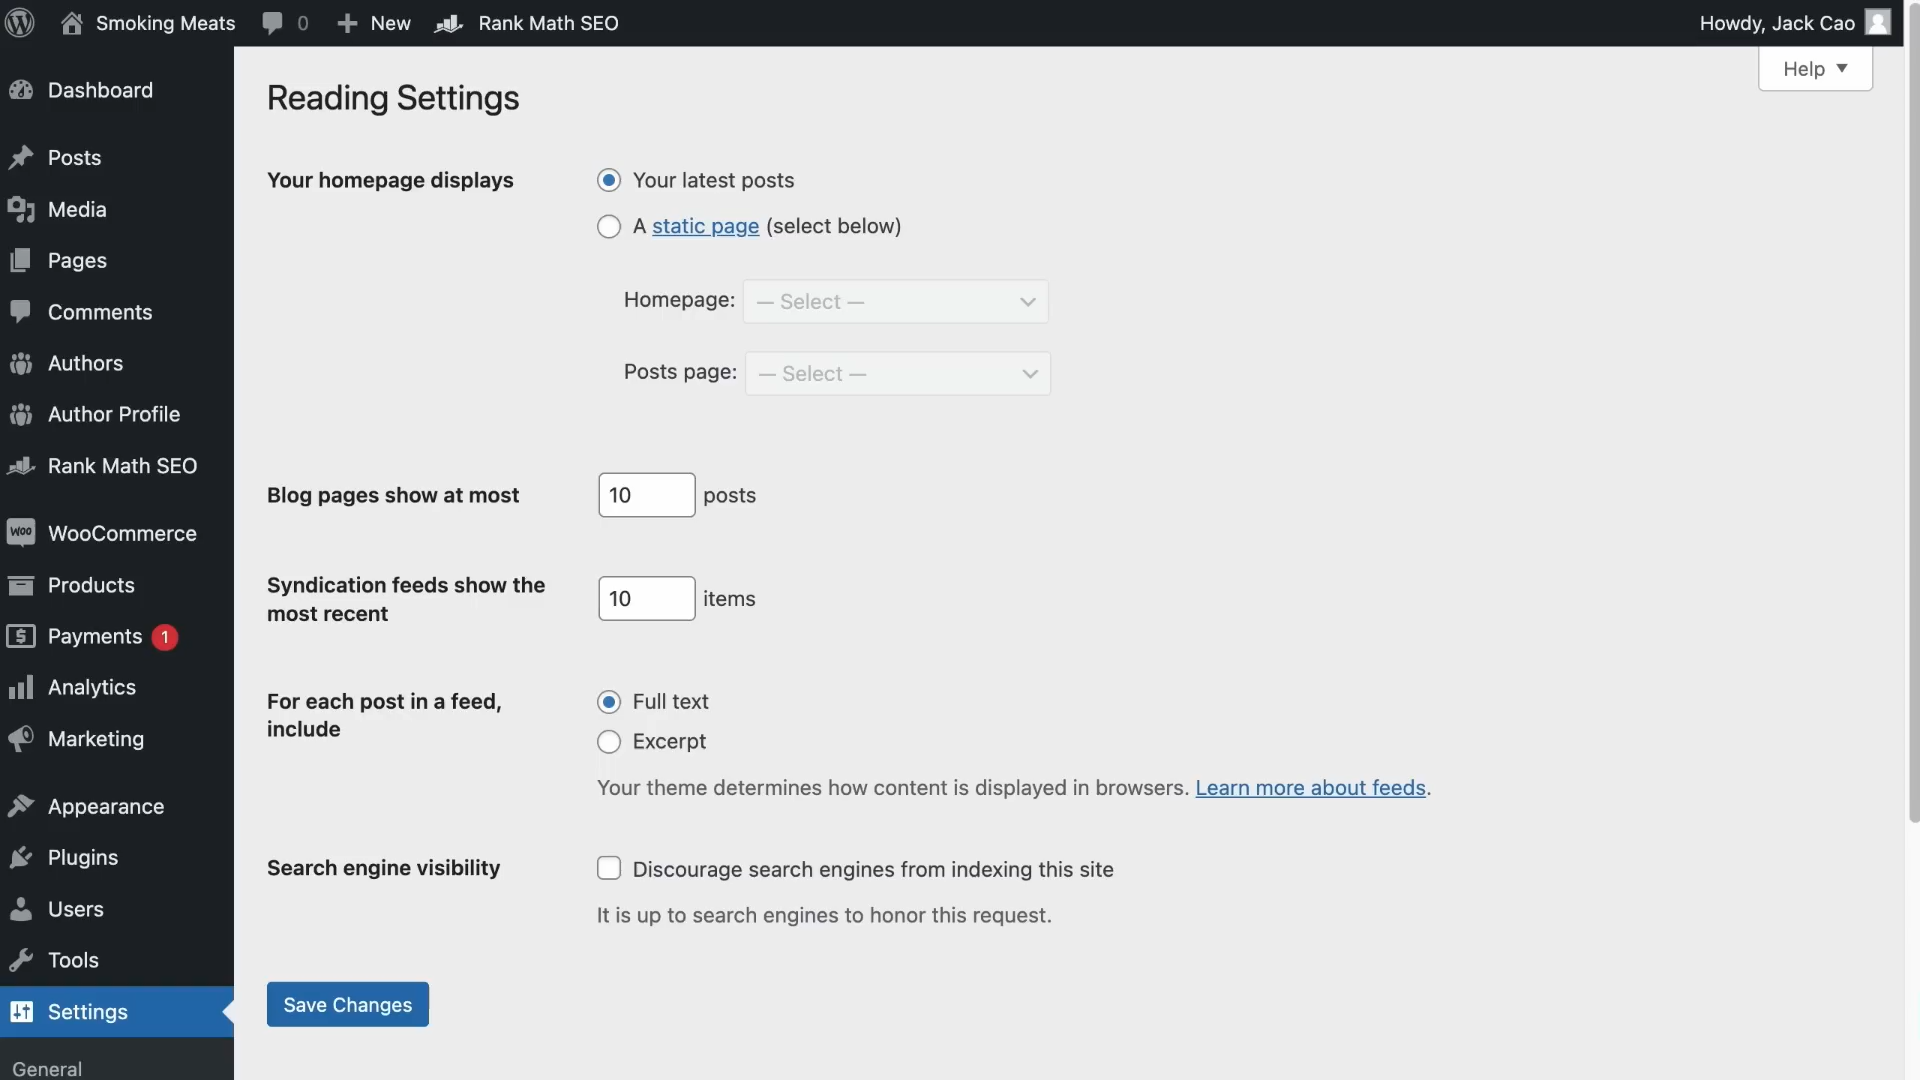 Smoking Meats
0
New
Rank Math SEO
Howdy, Jack Cao
Help
Dashboard
Posts
Media
Pages
Comments
Authors
Author Profile
Rank Math SEO
Woo
WooCommerce
Products
Payments 1
Analytics
Marketing
Appearance
Plugins
Users
Tools
Settings
General
Reading Settings
Your homepage displays
Your latest posts
A static page (select below)
Homepage: — Select —
Posts page: — Select —
Blog pages show at most
10 posts
Syndication feeds show the
most recent
10 items
For each post in a feed,
include
Full text
Excerpt
Your theme determines how content is displayed in browsers. Learn more about feeds.
Search engine visibility
Discourage search engines from indexing this site
It is up to search engines to honor this request.
Save Changes